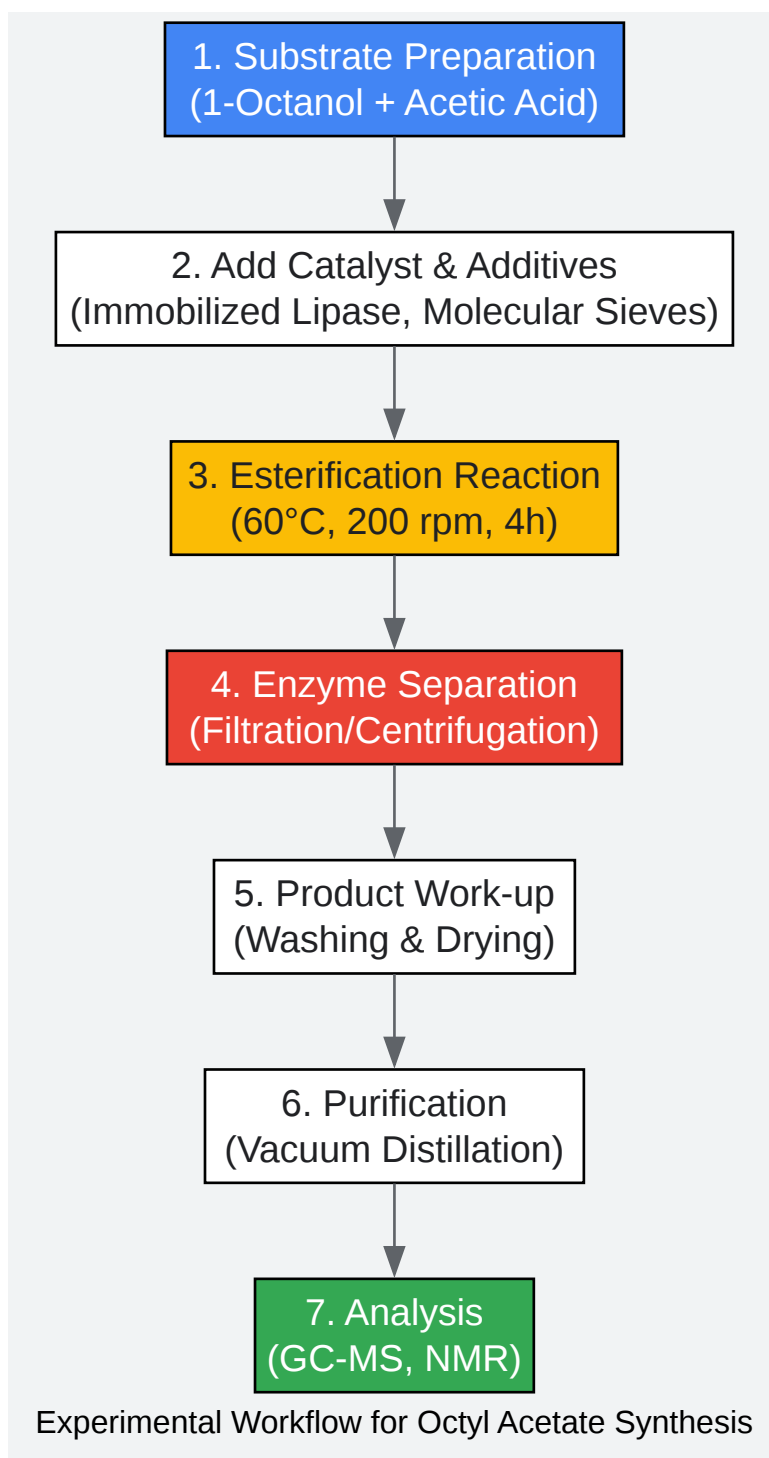 1. Substrate Preparation
(1-Octanol + Acetic Acid)
2. Add Catalyst & Additives
(Immobilized Lipase, Molecular Sieves)
3. Esterification Reaction
(60°C, 200 rpm, 4h)
4. Enzyme Separation
(Filtration/Centrifugation)
5. Product Work-up
(Washing & Drying)
6. Purification
(Vacuum Distillation)
7. Analysis
(GC-MS, NMR)
Experimental Workflow for Octyl Acetate Synthesis